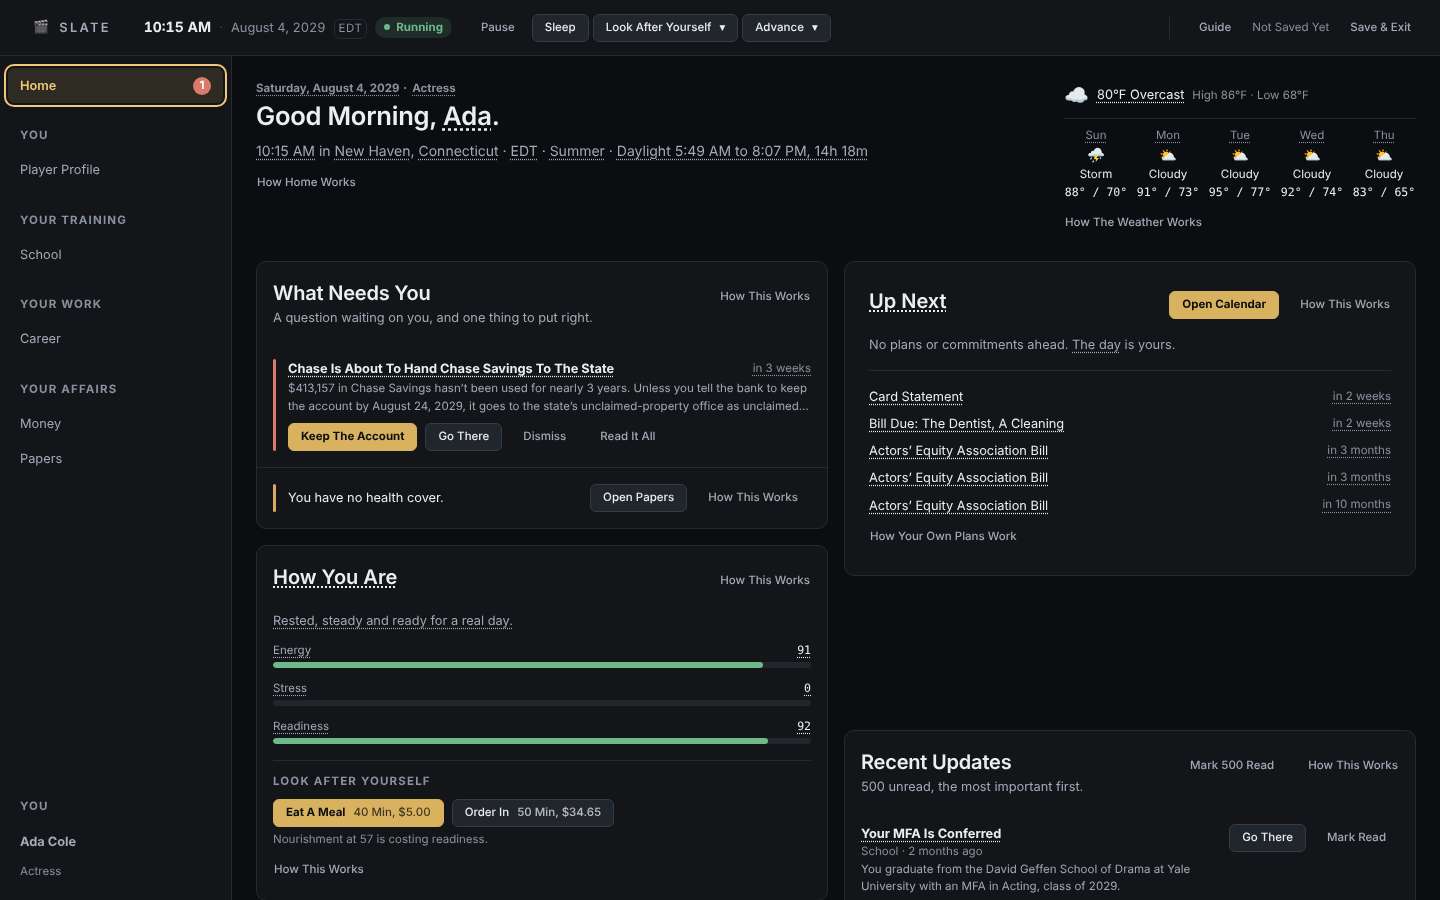 SLATE
10:15 AM · August 4, 2029 EDT Running
Pause
Sleep
Look After Yourself ▾
Advance ▾
Guide
Not Saved Yet
Save & Exit
Home 1
YOU
Player Profile
YOUR TRAINING
School
YOUR WORK
Career
YOUR AFFAIRS
Money
Papers
YOU
Ada Cole
Actress
Saturday, August 4, 2029 · Actress
Good Morning, Ada.
10:15 AM in New Haven, Connecticut · EDT · Summer · Daylight 5:49 AM to 8:07 PM, 14h 18m
How Home Works
80°F Overcast High 86°F · Low 68°F
Sun Mon Tue Wed Thu
Storm Cloudy Cloudy Cloudy Cloudy
88° / 70° 91° / 73° 95° / 77° 92° / 74° 83° / 65°
How The Weather Works
What Needs You
How This Works
A question waiting on you, and one thing to put right.
Chase Is About To Hand Chase Savings To The State in 3 weeks
$413,157 in Chase Savings hasn't been used for nearly 3 years. Unless you tell the bank to keep
the account by August 24, 2029, it goes to the state's unclaimed-property office as unclaimed...
Keep The Account Go There Dismiss Read It All
You have no health cover. Open Papers How This Works
How You Are
How This Works
Rested, steady and ready for a real day.
Energy 91
Stress 0
Readiness 92
LOOK AFTER YOURSELF
Eat A Meal 40 Min, $5.00 Order In 50 Min, $34.65
Nourishment at 57 is costing readiness.
How This Works
Up Next
Open Calendar How This Works
No plans or commitments ahead. The day is yours.
Card Statement in 2 weeks
Bill Due: The Dentist, A Cleaning in 2 weeks
Actors' Equity Association Bill in 3 months
Actors' Equity Association Bill in 3 months
Actors' Equity Association Bill in 10 months
How Your Own Plans Work
Recent Updates
Mark 500 Read How This Works
500 unread, the most important first.
Your MFA Is Conferred
Go There Mark Read
School · 2 months ago
You graduate from the David Geffen School of Drama at Yale
University with an MFA in Acting, class of 2029.